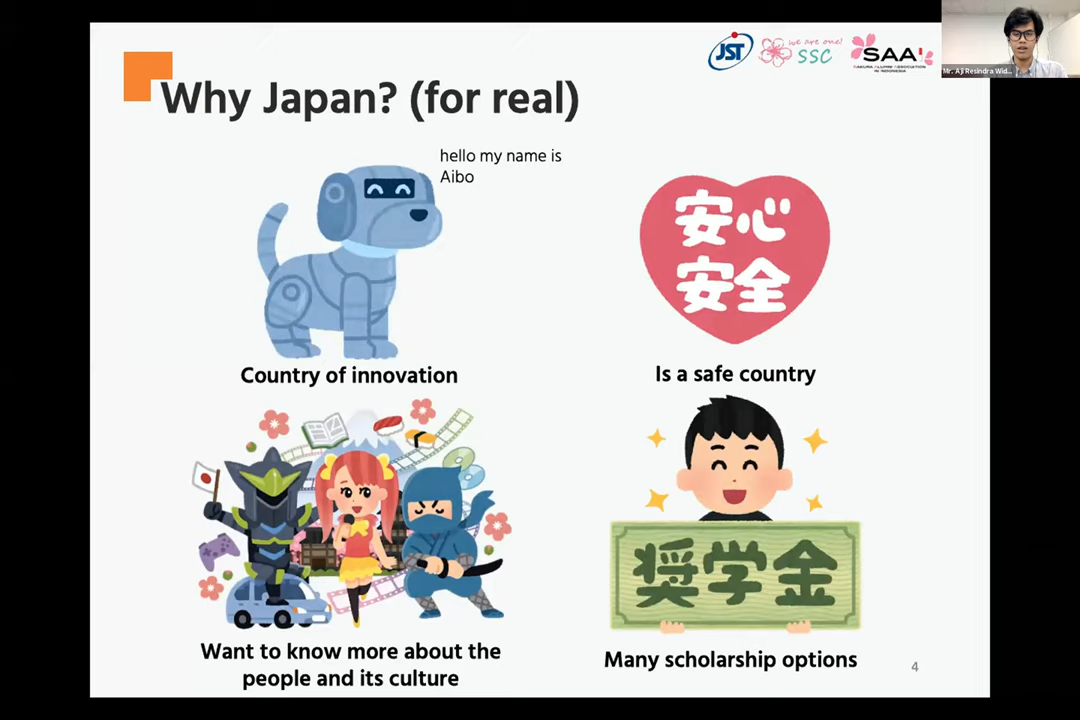 JST
we are one!
SSC
SAA
SAKURA ALUMNI ASSOCIATION
IN INDONESIA
Mr. Aji Resindra Wid...
Why Japan? (for real)
hello my name is
Aibo
安心
安全
Country of innovation
Is a safe country
奨学金
Want to know more about the
people and its culture
Many scholarship options
4